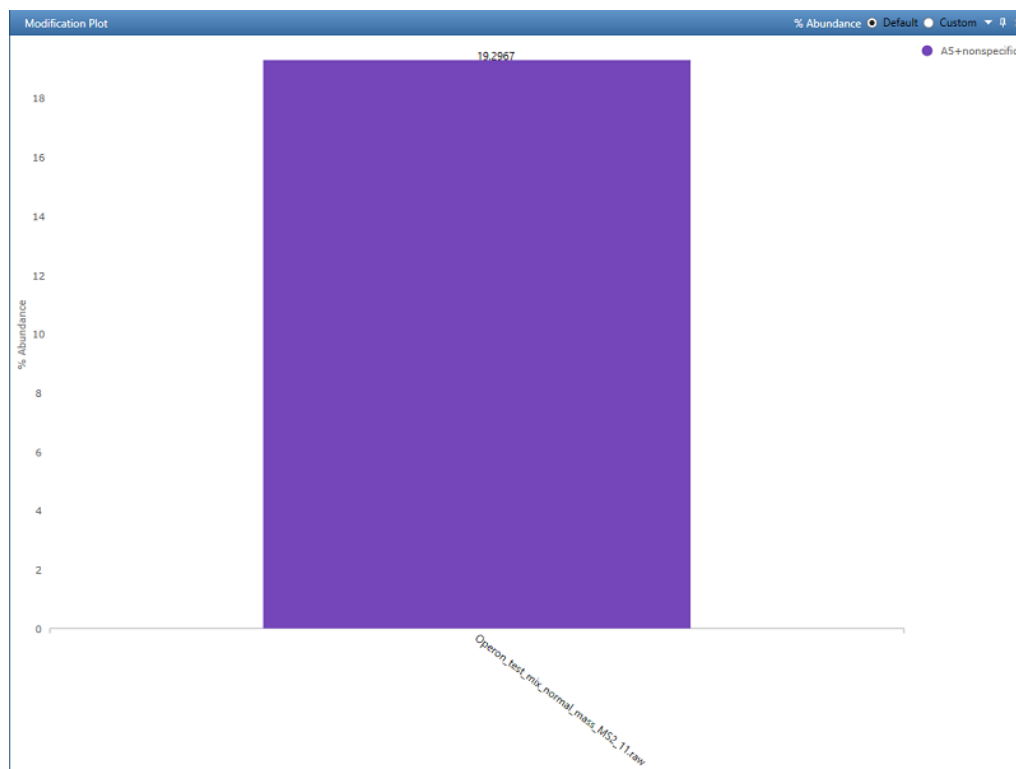 Modification Plot
% Abundance Default Custom
19.2967
A5+nonspecific
18
16
14
12
10
8
6
4
2
0
% Abundance
Operon_test_mix_normal_mass_MS2_11.raw